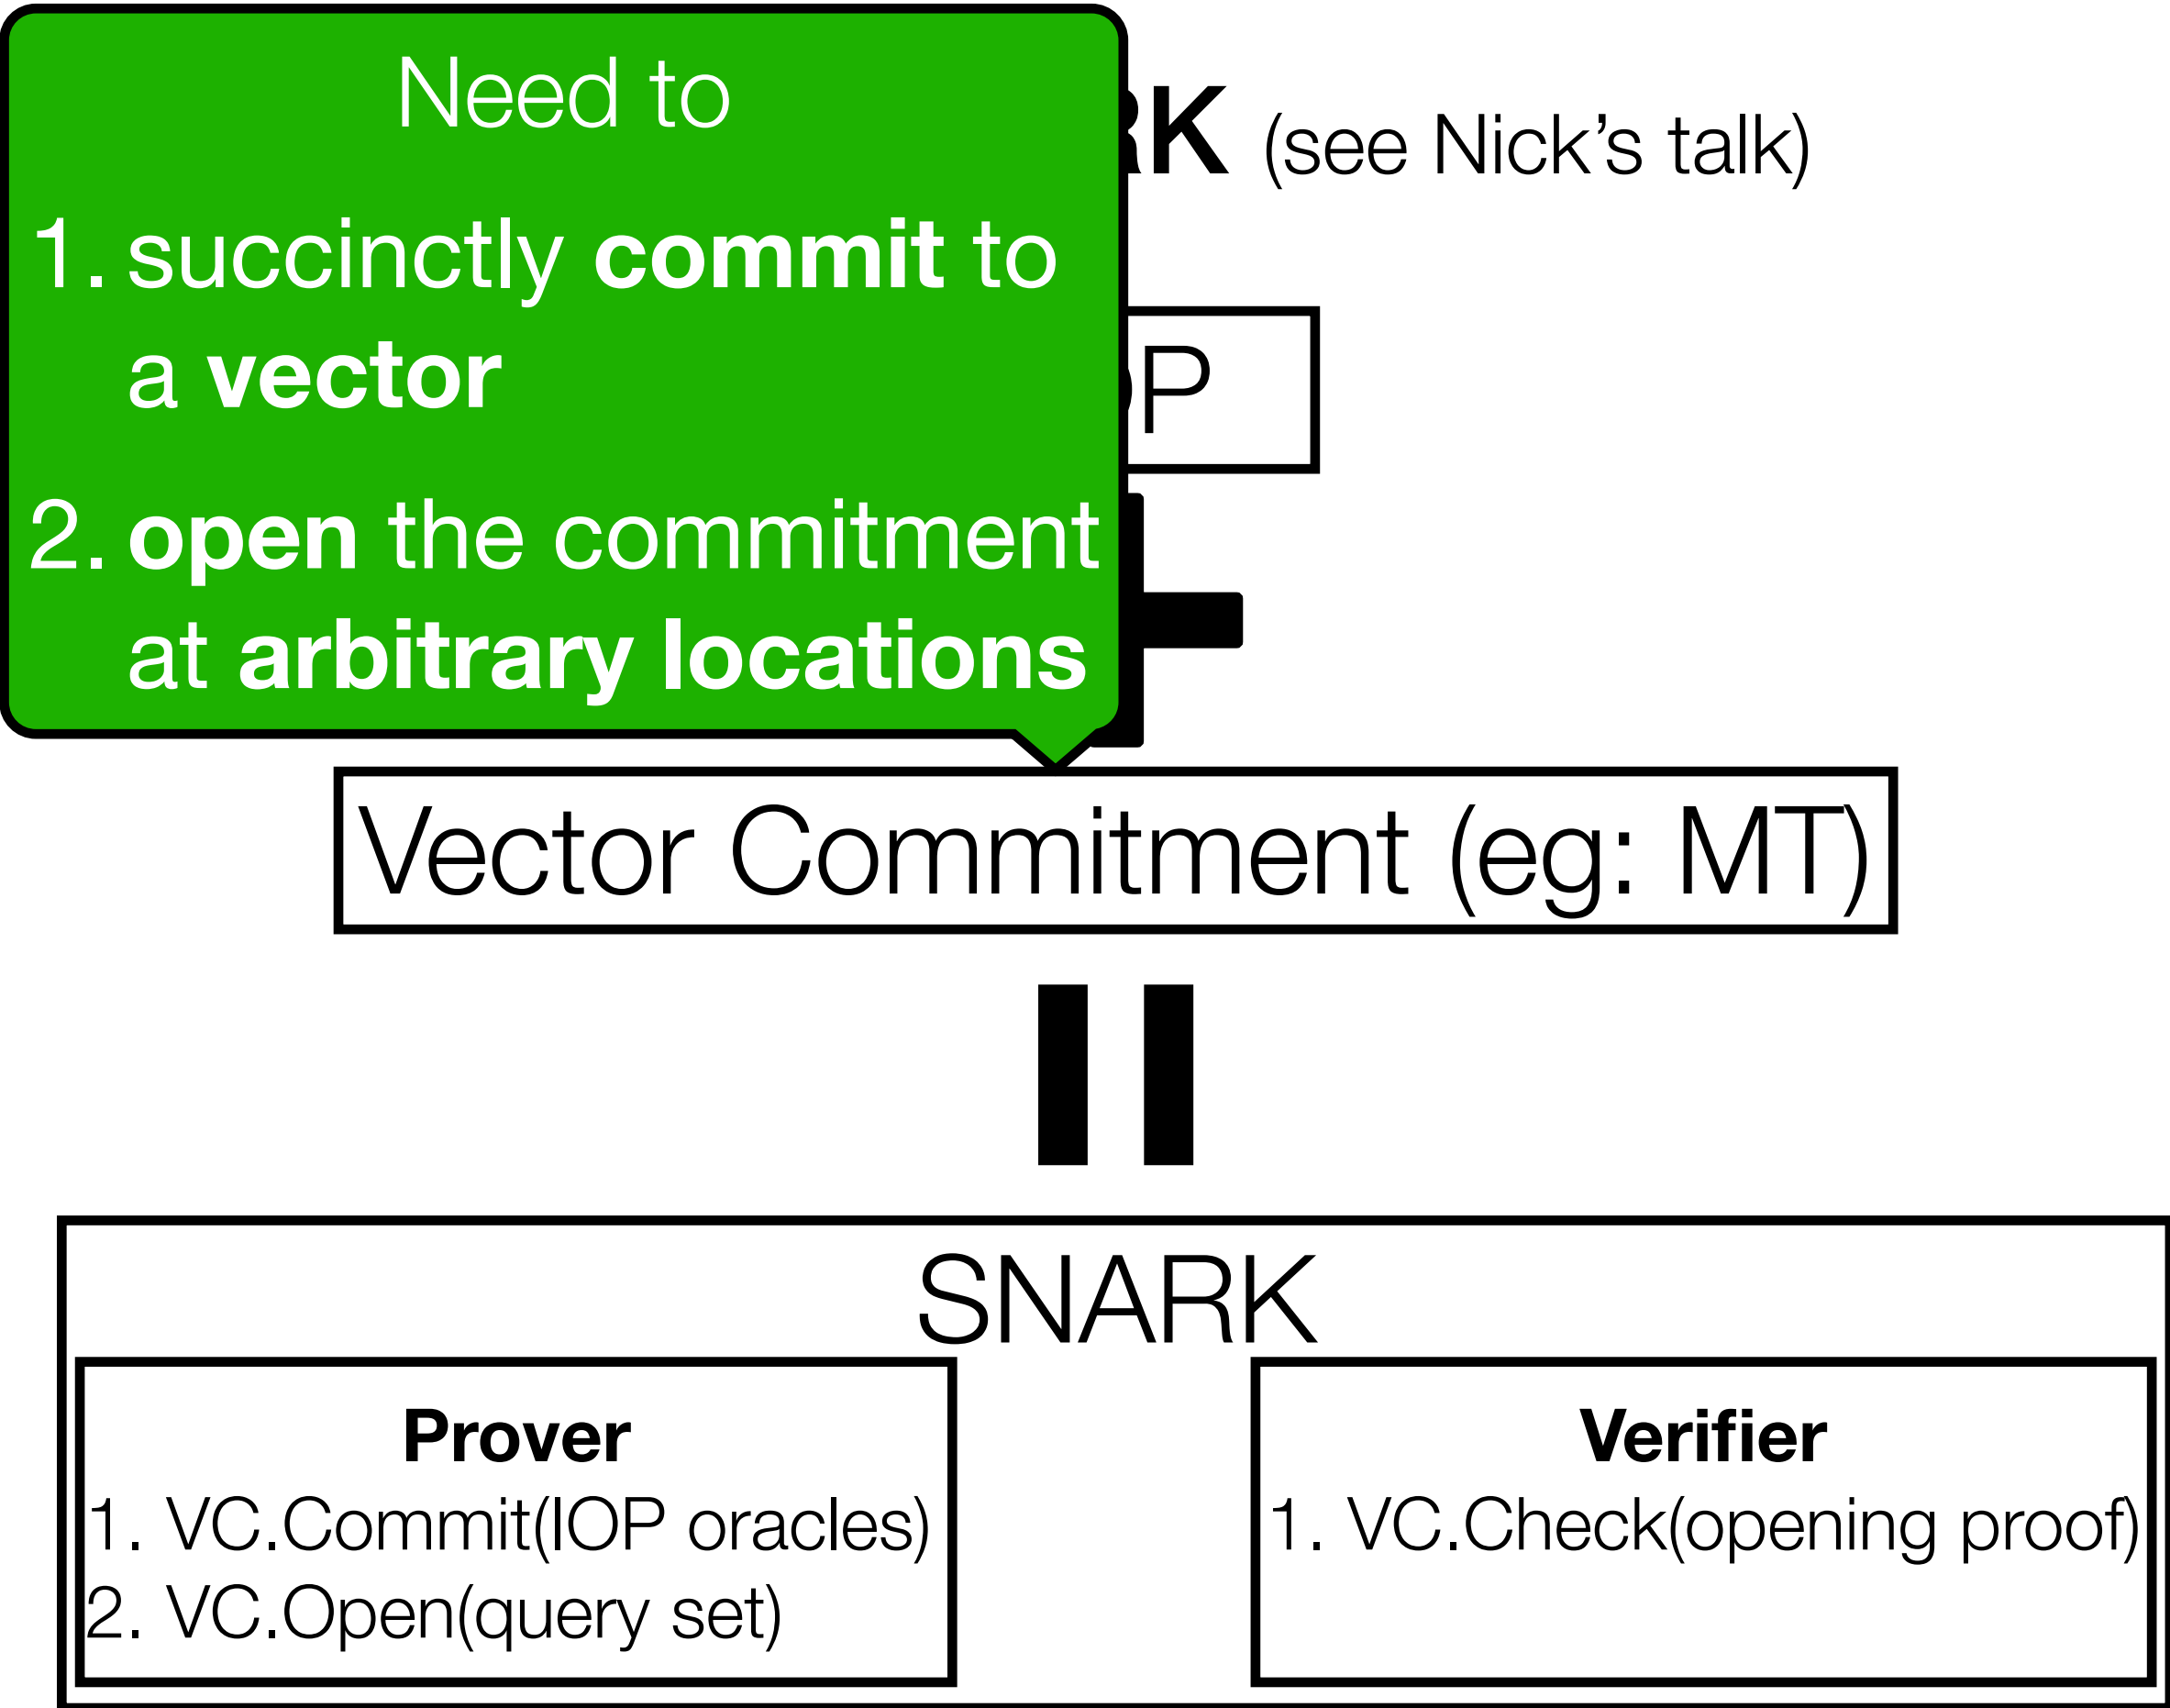 Need to
1. succinctly commit to
a vector
2. open the commitment
at arbitrary locations
RK (see Nick's talk)
P
Vector Commitment (eg: MT)
SNARK
Prover
1. VC.Commit(IOP oracles)
2. VC.Open(query set)
Verifier
1. VC.Check(opening proof)